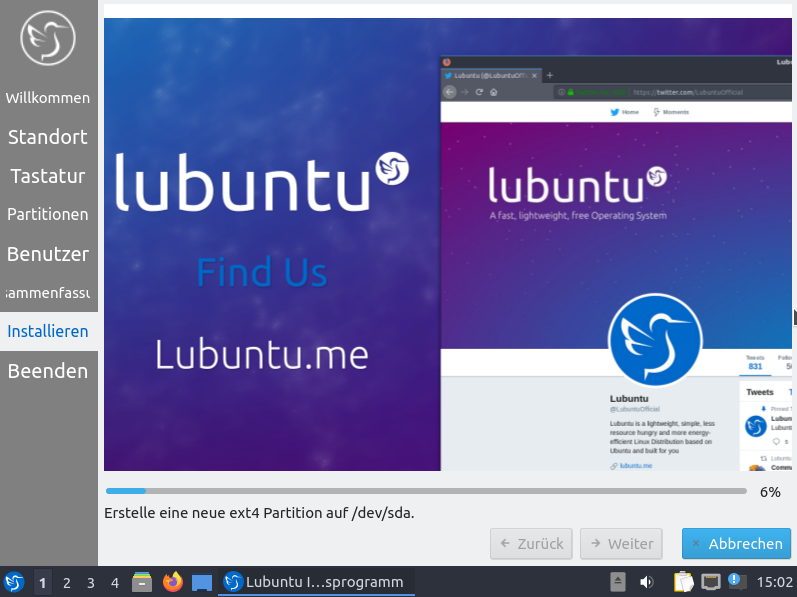 Willkommen
Standort
Tastatur
Partitionen
Benutzer
sammenfassu
Installieren
Beenden
lubuntu
Find Us
Lubuntu.me
Lubuntu (@LubuntuOff
https://twitter.com/LubuntuOfficial
Home
Moments
lubuntu
A fast, lightweight, free Operating System
Tweets
831
Lubuntu
@LubuntuOfficial
Lubuntu is a lightweight, simple, less
resource hungry and more energy-
efficient Linux Distribution based on
Ubuntu and built for you
lubuntu.me
Tweets
6%
Erstelle eine neue ext4 Partition auf /dev/sda.
Zurück
Weiter
Abbrechen
1
2
3
4
Lubuntu I...sprogramm
15:02